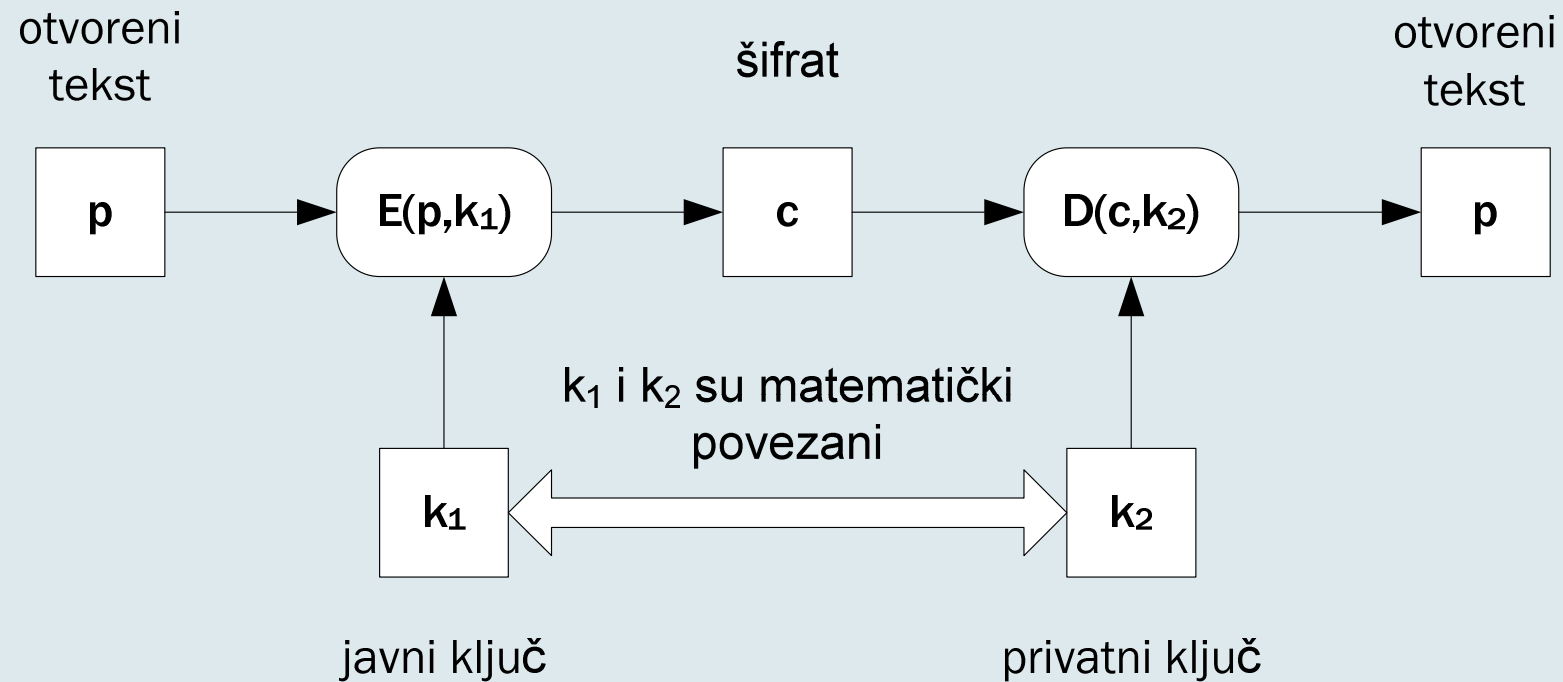 otvoreni
tekst
šifrat
otvoreni
tekst
p
E(p,k₁)
c
D(c,k₂)
p
k₁ i k₂ su matematički
povezani
k₁
k₂
javni ključ
privatni ključ